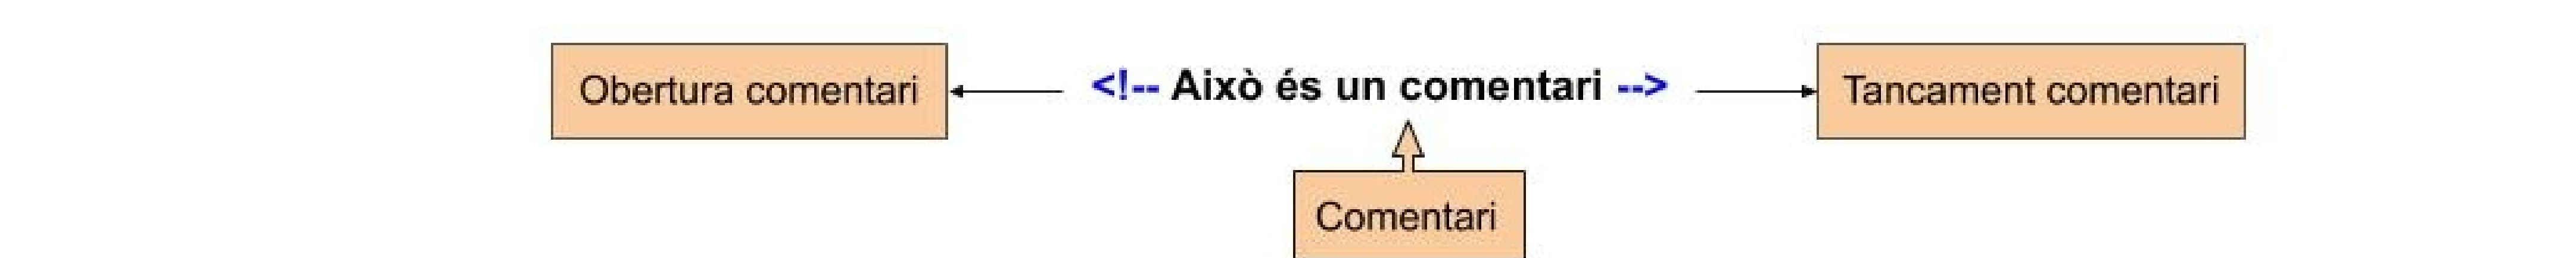 Obertura comentari
<!-- Això és un comentari -->
Tancament comentari
Comentari